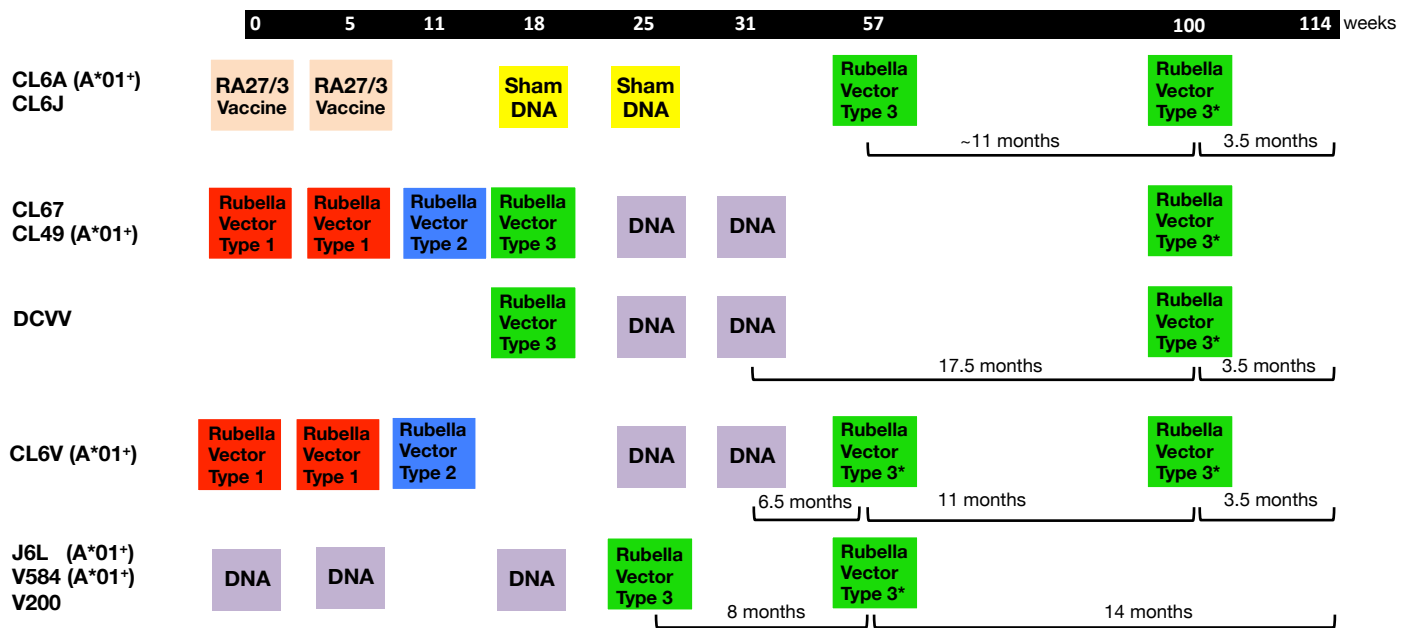 0 5 11 18 25 31 57 100 114 weeks
CL6A (A*01+)
CL6J
RA27/3
Vaccine
RA27/3
Vaccine
Sham
DNA
Sham
DNA
Rubella
Vector
Type 3
Rubella
Vector
Type 3*
~11 months
3.5 months
CL67
CL49 (A*01+)
Rubella
Vector
Type 1
Rubella
Vector
Type 1
Rubella
Vector
Type 2
Rubella
Vector
Type 3
DNA
DNA
Rubella
Vector
Type 3*
DCVV
Rubella
Vector
Type 3
DNA
DNA
Rubella
Vector
Type 3*
17.5 months
3.5 months
CL6V (A*01+)
Rubella
Vector
Type 1
Rubella
Vector
Type 1
Rubella
Vector
Type 2
DNA
DNA
Rubella
Vector
Type 3*
Rubella
Vector
Type 3*
6.5 months
11 months
3.5 months
J6L (A*01+)
V584 (A*01+)
V200
DNA
DNA
DNA
Rubella
Vector
Type 3
Rubella
Vector
Type 3*
8 months
14 months